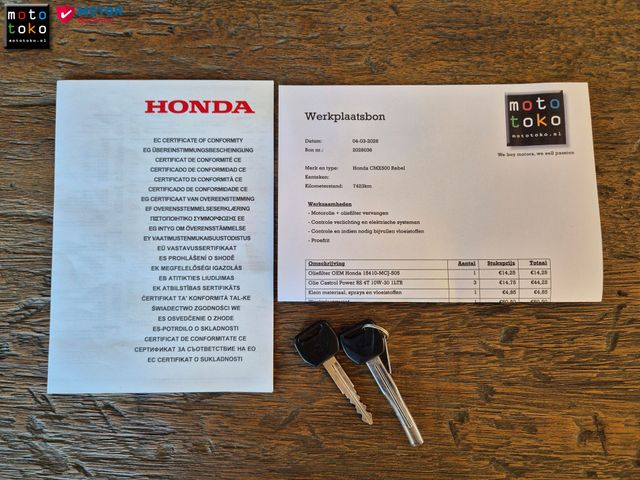 moto
toko
mototoko.nl
MOTOR
HONDA
EC CERTIFICATE OF CONFORMITY
EG ÜBEREINSTIMMUNGSBESCHEINIGUNG
CERTIFICAT DE CONFORMITÉ CE
CERTIFICADO DE CONFORMIDAD CE
CERTIFICATO DI CONFORMITÀ CE
CERTIFICADO DE CONFORMIDADE CE
EG CERTIFICAAT VAN OVEREENSTEMMING
EF OVERENSSTEMMELSESERKLÆRING
ΠΙΣΤΟΠΟΙΗΤΙΚΟ ΣΥΜΜΟΡΦΩΣΗΣ ΕΕ
EG INTYG OM ÖVERENSSTÄMMELSE
EY VAATIMUSTENMUKAISUUSTODISTUS
EÜ VASTAVUSSERTIFIKAAT
ES PROHLÁŠENÍ O SHODĚ
EK MEGFELELŐSÉGI IGAZOLÁS
EB ATITIKTIES LIUDIJIMAS
EK ATBILSTĪBAS SERTIFIKĀTS
ĊERTIFIKAT TA' KONFORMITÀ TAL-KE
ŚWIADECTWO ZGODNOŚCI WE
ES OSVEDČENIE O ZHODE
ES-POTRDILO O SKLADNOSTI
CERTIFICAT DE CONFORMITATE CE
СЕРТИФИКАТ ЗА СЪОТВЕТСТВИЕ НА ЕО
EC CERTIFIKAT O SUKLADNOSTI
Werkplaatsbon
moto
toko
mototoko.nl
We buy motors, we sell passion
Datum: 04-03-2026
Bon nr.: 2026036
Merk en type: Honda CMX500 Rebel
Kenteken:
Kilometerstand: 7423km
Werkzaamheden
- Motorolie + oliefilter vervangen
- Controle verlichting en elektrische systemen
- Controle en indien nodig bijvullen vloeistoffen
- Proefrit
Omschrijving Aantal Stukprijs Totaal
Oliefilter OEM Honda 15410-MCJ-505 1 €14,25 €14,25
Olie Castrol Power RS 4T 10W-30 1LTR 3 €14,75 €44,25
Klein materiaal, sprays en vloeistoffen 1 €4,85 €4,85